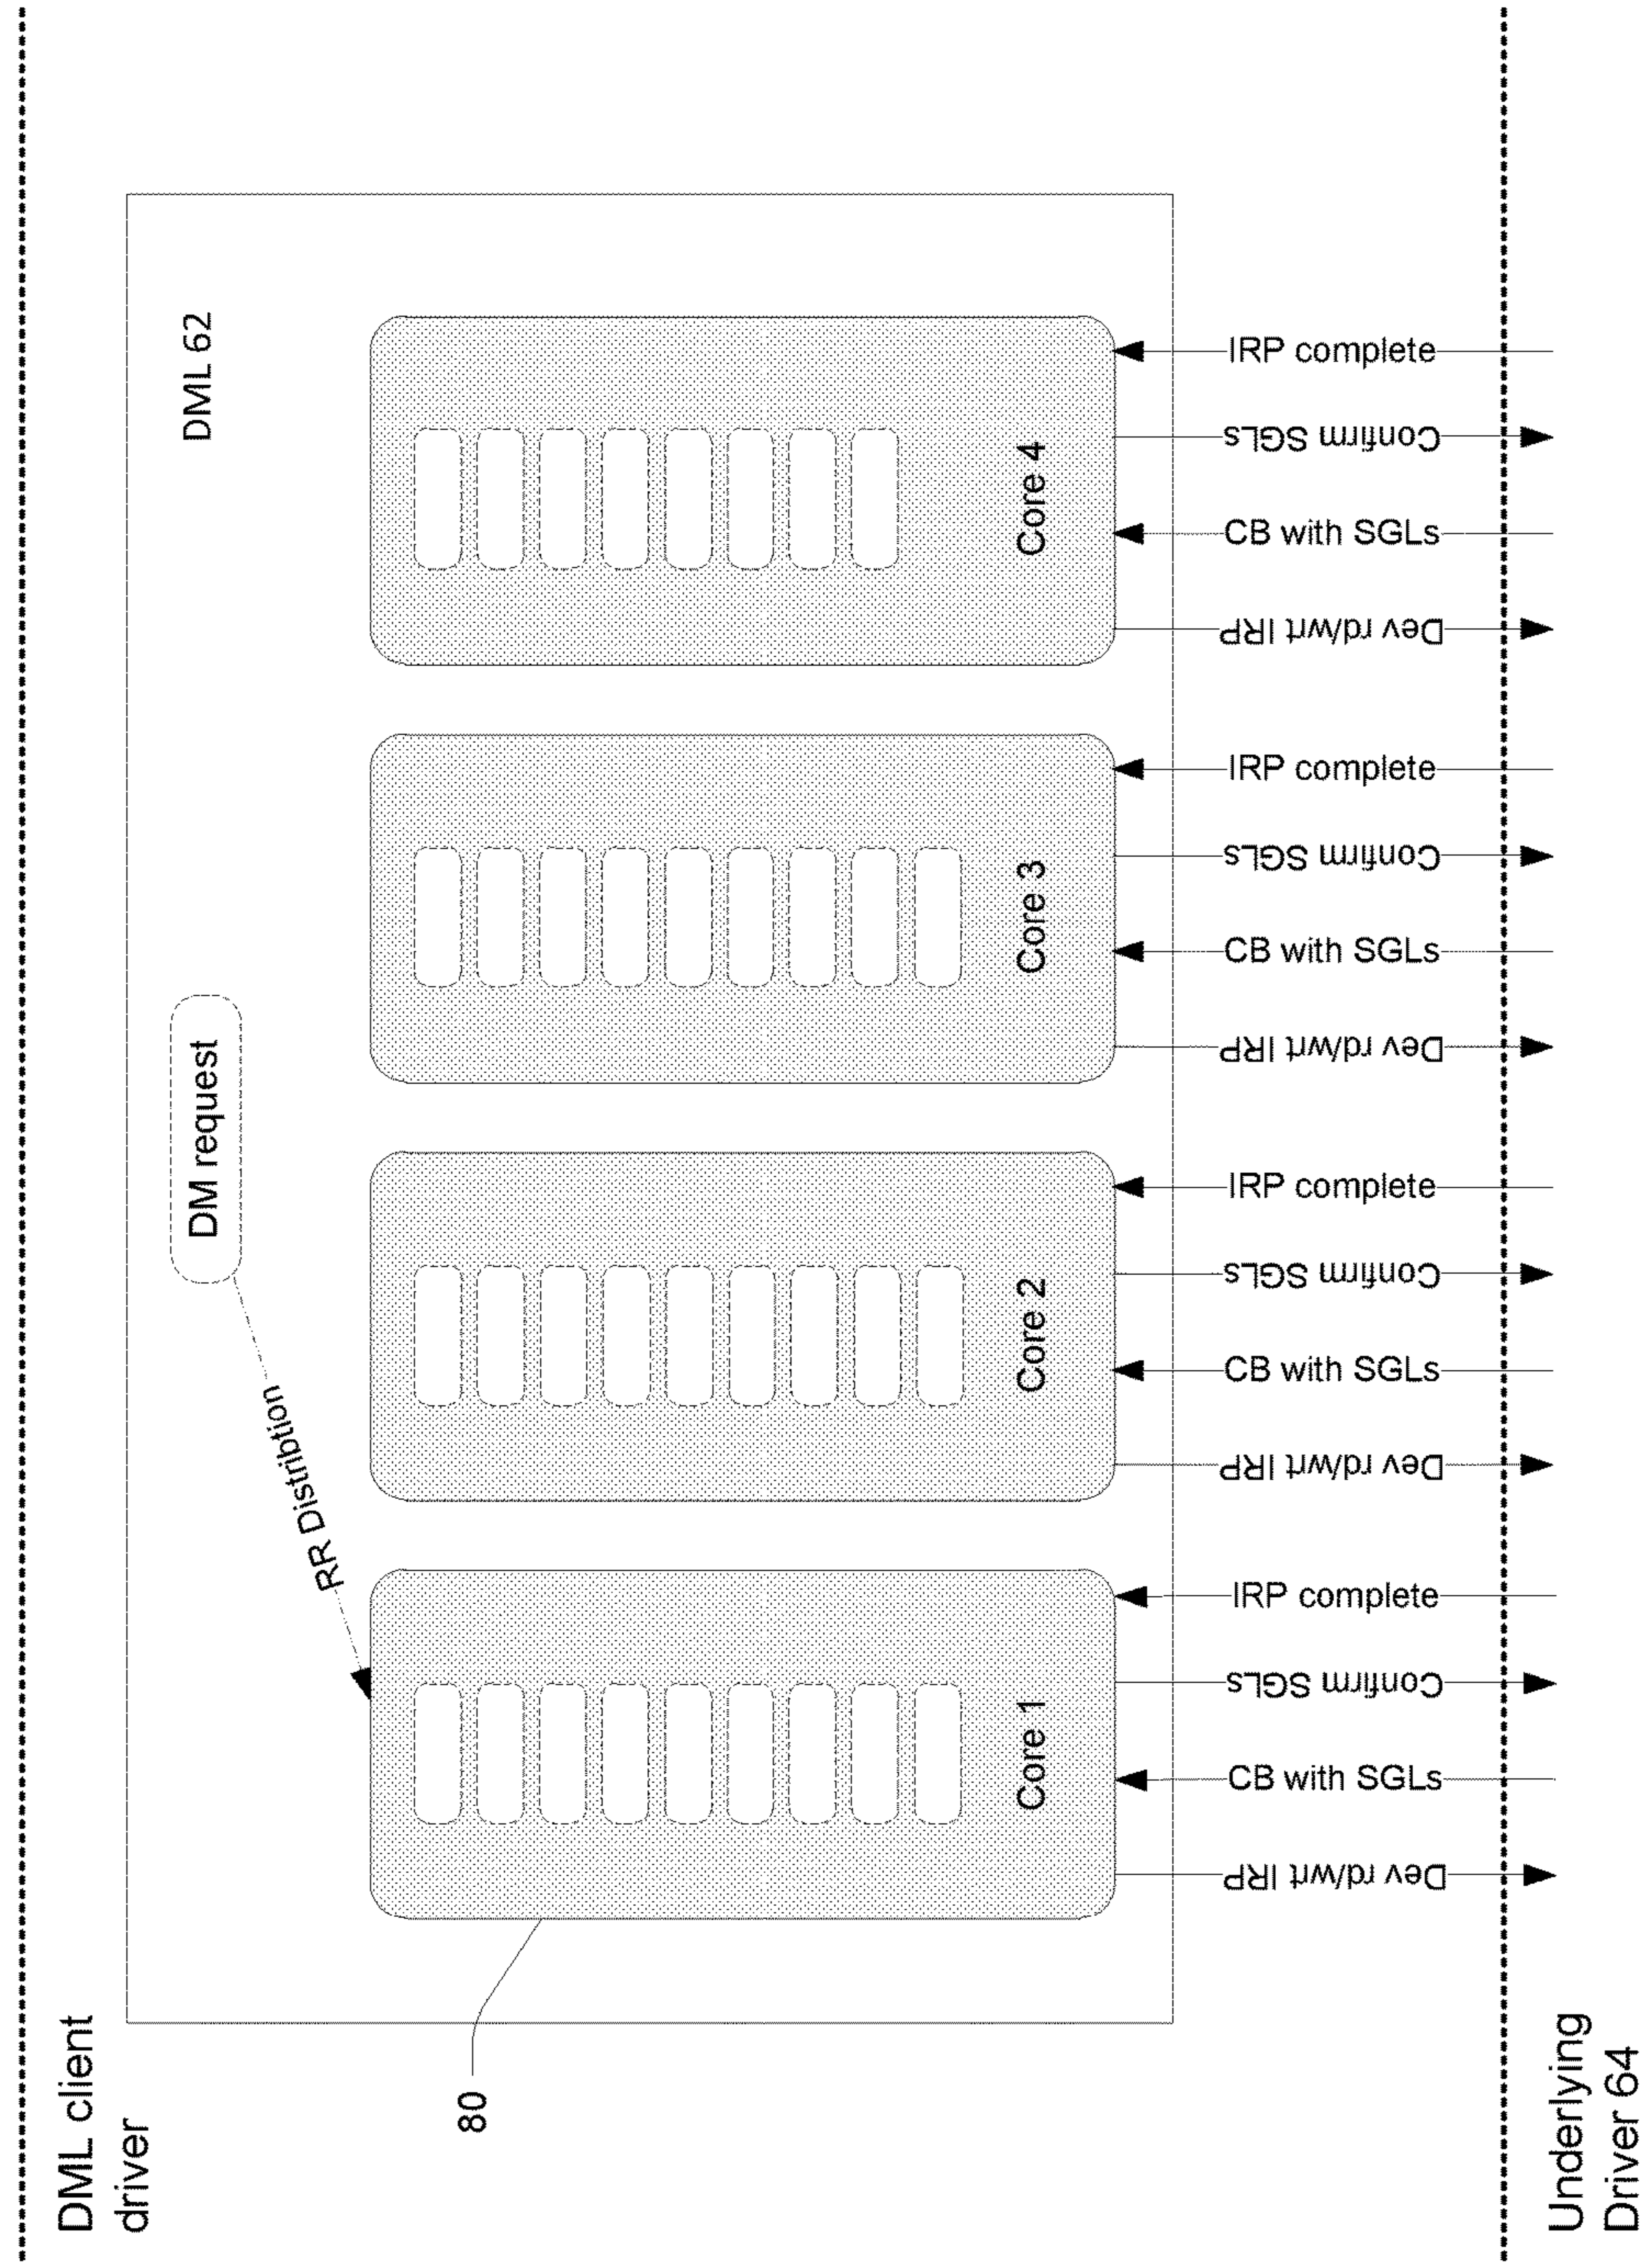 DML client
driver
DML 62
DM request
RR Distribtion
80
Core 1
Core 2
Core 3
Core 4
Dev rd/wrt IRP
CB with SGLs
Confirm SGLs
IRP complete
Dev rd/wrt IRP
CB with SGLs
Confirm SGLs
IRP complete
Dev rd/wrt IRP
CB with SGLs
Confirm SGLs
IRP complete
Dev rd/wrt IRP
CB with SGLs
Confirm SGLs
IRP complete
Underlying
Driver 64